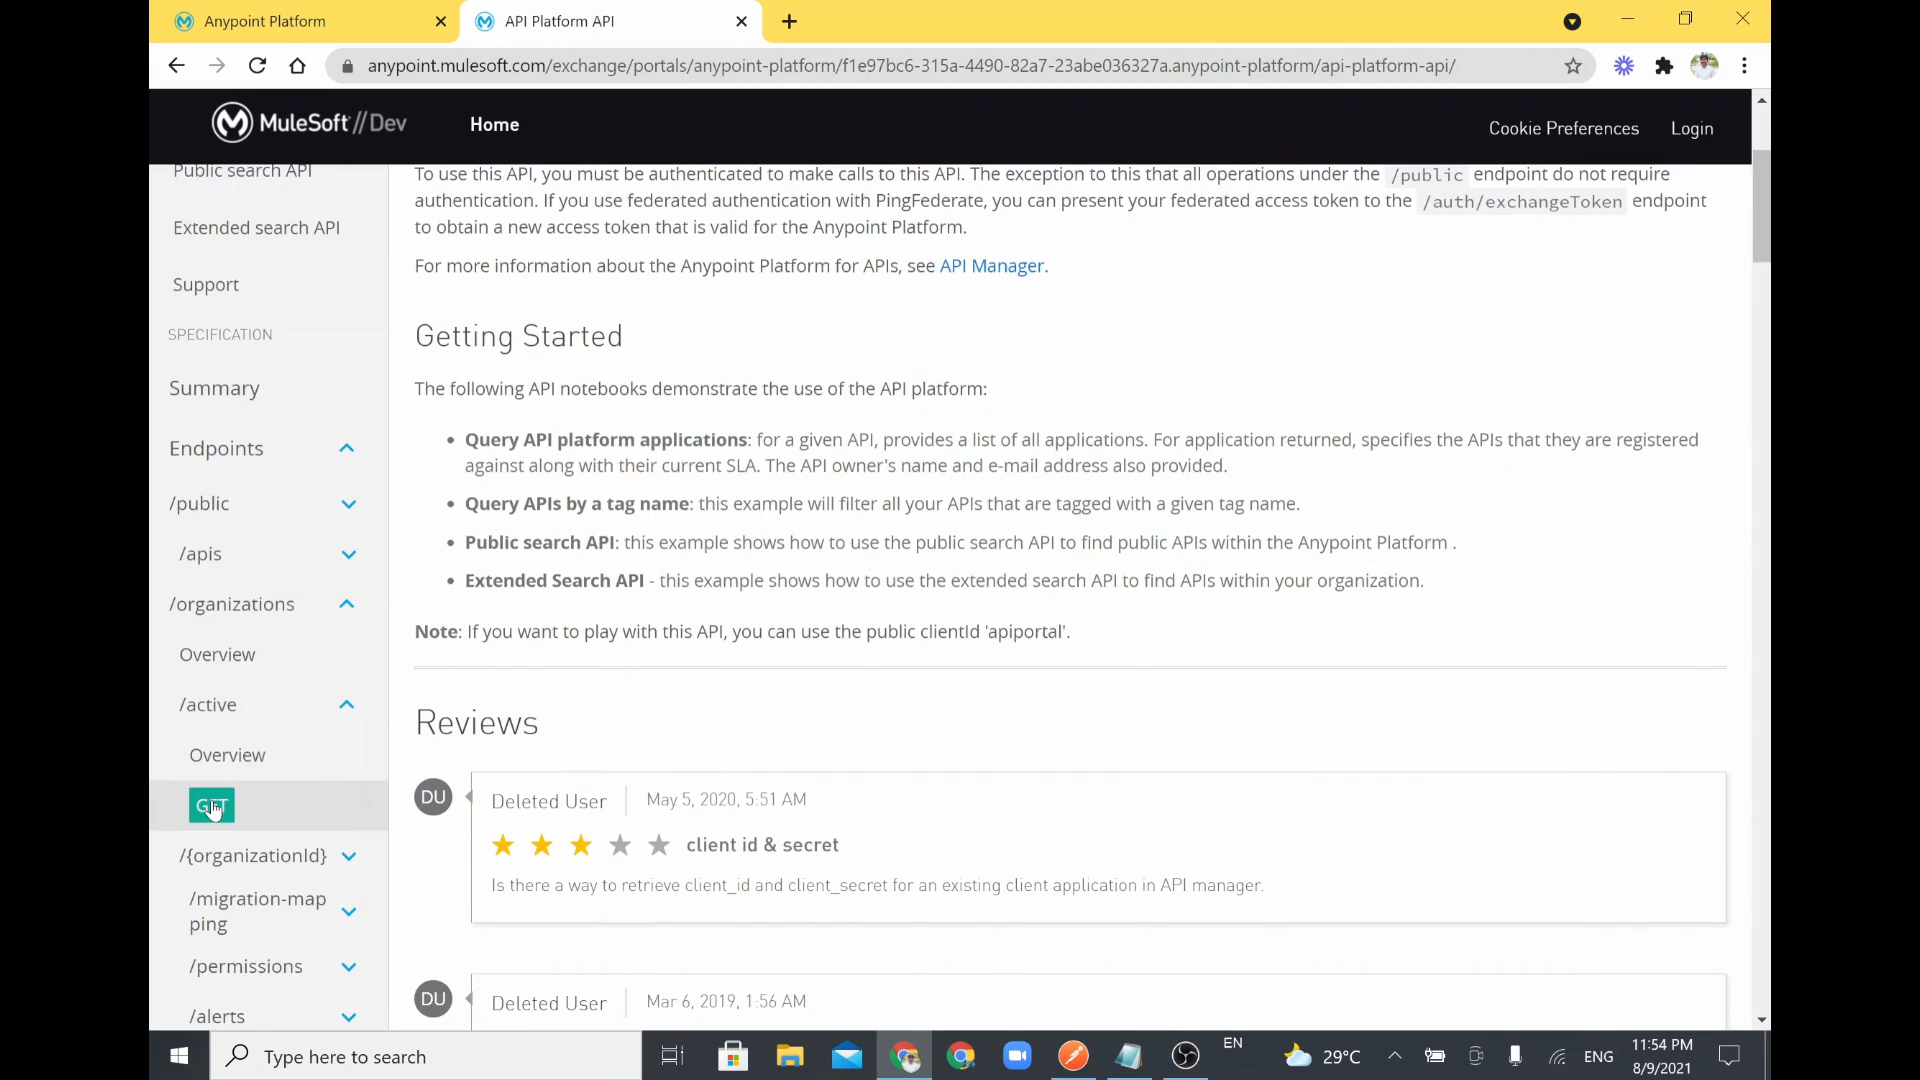 Anypoint Platform
API Platform API
anypoint.mulesoft.com/exchange/portals/anypoint-platform/f1e97bc6-315a-4490-82a7-23abe036327a.anypoint-platform/api-platform-api/
MuleSoft//Dev
Home
Cookie Preferences
Login
Public search API
Extended search API
Support
SPECIFICATION
Summary
Endpoints
/public
/apis
/organizations
Overview
/active
Overview
GET
/{organizationId}
/migration-map
ping
/permissions
/alerts
To use this API, you must be authenticated to make calls to this API. The exception to this that all operations under the /public endpoint do not require
authentication. If you use federated authentication with PingFederate, you can present your federated access token to the /auth/exchangeToken endpoint
to obtain a new access token that is valid for the Anypoint Platform.
For more information about the Anypoint Platform for APIs, see API Manager.
Getting Started
The following API notebooks demonstrate the use of the API platform:
• Query API platform applications: for a given API, provides a list of all applications. For application returned, specifies the APIs that they are registered
against along with their current SLA. The API owner's name and e-mail address also provided.
• Query APIs by a tag name: this example will filter all your APIs that are tagged with a given tag name.
• Public search API: this example shows how to use the public search API to find public APIs within the Anypoint Platform .
• Extended Search API - this example shows how to use the extended search API to find APIs within your organization.
Note: If you want to play with this API, you can use the public clientId 'apiportal'.
Reviews
DU
Deleted User
May 5, 2020, 5:51 AM
client id & secret
Is there a way to retrieve client_id and client_secret for an existing client application in API manager.
DU
Deleted User
Mar 6, 2019, 1:56 AM
Type here to search
EN
29°C
ENG
11:54 PM
8/9/2021